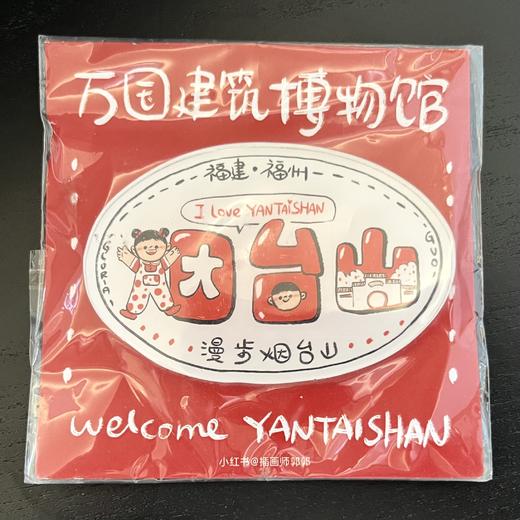 万国建筑博物馆
福建·福州
I Love YANTAISHAN
GLORIA
烟台山
GUO
漫步烟台山
welcome YANTAISHAN
小红书@插画师郭郭